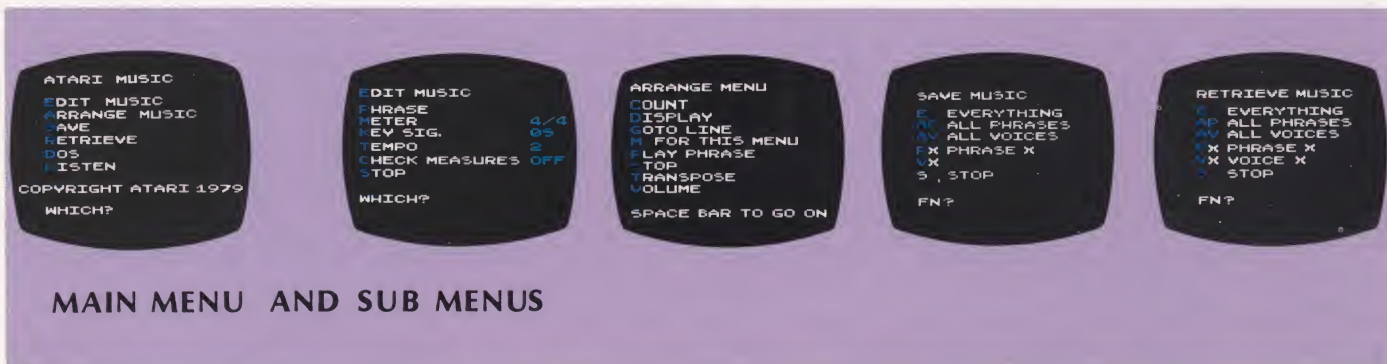 ATARI MUSIC
EDIT MUSIC
ARRANGE MUSIC
SAVE
RETRIEVE
DOS
LISTEN
COPYRIGHT ATARI 1979
WHICH?
EDIT MUSIC
PHRASE
METER 4/4
KEY SIG. 0S
TEMPO 2
CHECK MEASURES OFF
STOP
WHICH?
ARRANGE MENU
COUNT
DISPLAY
GOTO LINE
M FOR THIS MENU
PLAY PHRASE
STOP
TRANSPOSE
VOLUME
SPACE BAR TO GO ON
SAVE MUSIC
E EVERYTHING
AP ALL PHRASES
AV ALL VOICES
PX PHRASE X
VX
S , STOP
FN?
RETRIEVE MUSIC
E EVERYTHING
AP ALL PHRASES
AV ALL VOICES
PX PHRASE X
VX VOICE X
S STOP
FN?
MAIN MENU AND SUB MENUS